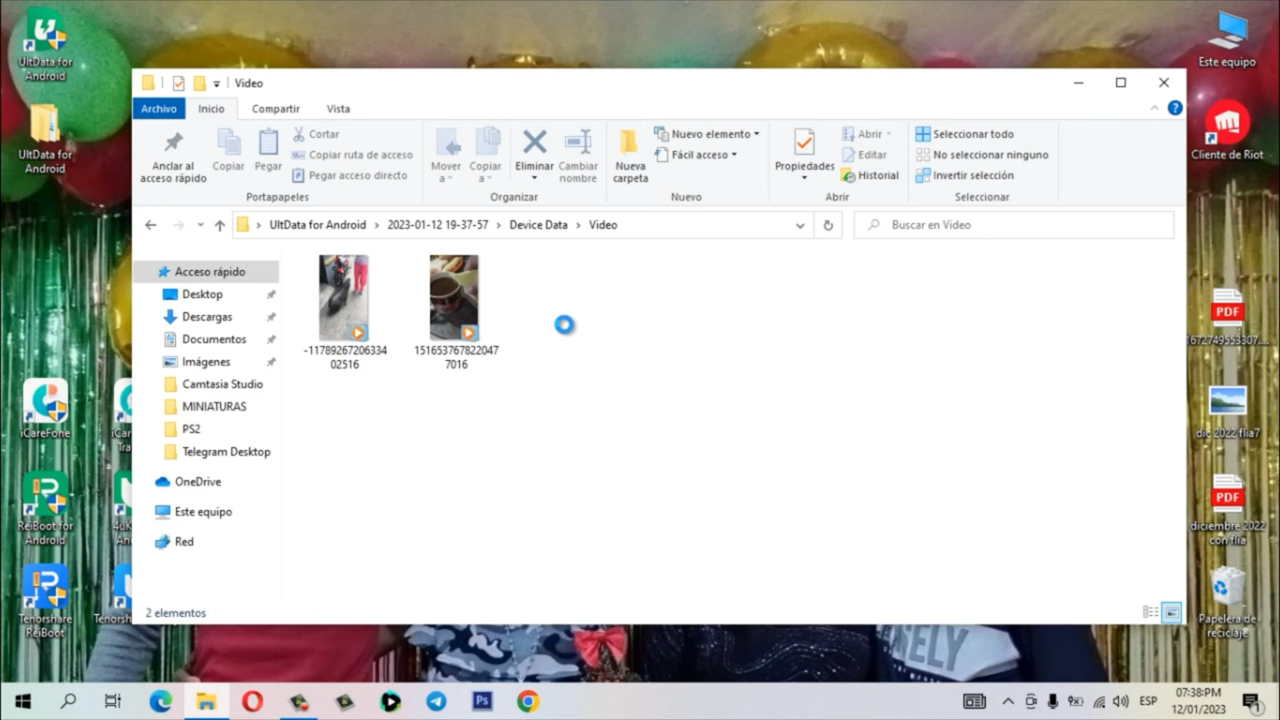 UltData for
Android
UltData for
Android
iCareFone
ReiBoot for
Android
Tenorshare
ReiBoot
Video
Archivo
Inicio
Compartir
Vista
Anclar al
acceso rápido
Copiar
Pegar
Cortar
Copiar ruta de acceso
Pegar acceso directo
Portapapeles
Mover
a
Copiar
a
Eliminar
Cambiar
nombre
Organizar
Nueva
carpeta
Nuevo elemento
Fácil acceso
Nuevo
Propiedades
Abrir
Editar
Historial
Abrir
Seleccionar todo
No seleccionar ninguno
Invertir selección
Seleccionar
UltData for Android
2023-01-12 19-37-57
Device Data
Video
Buscar en Video
Acceso rápido
Desktop
Descargas
Documentos
Imágenes
Camtasia Studio
MINIATURAS
PS2
Telegram Desktop
OneDrive
Este equipo
Red
-11789267206334
02516
151653767822047
7016
2 elementos
Este equipo
Cliente de Riot
PDF
1672749553307....
dic 2022 flia7
PDF
diciembre 2022
con flia
Papelera de
reciclaje
Ps
ESP
07:38PM
12/01/2023
1